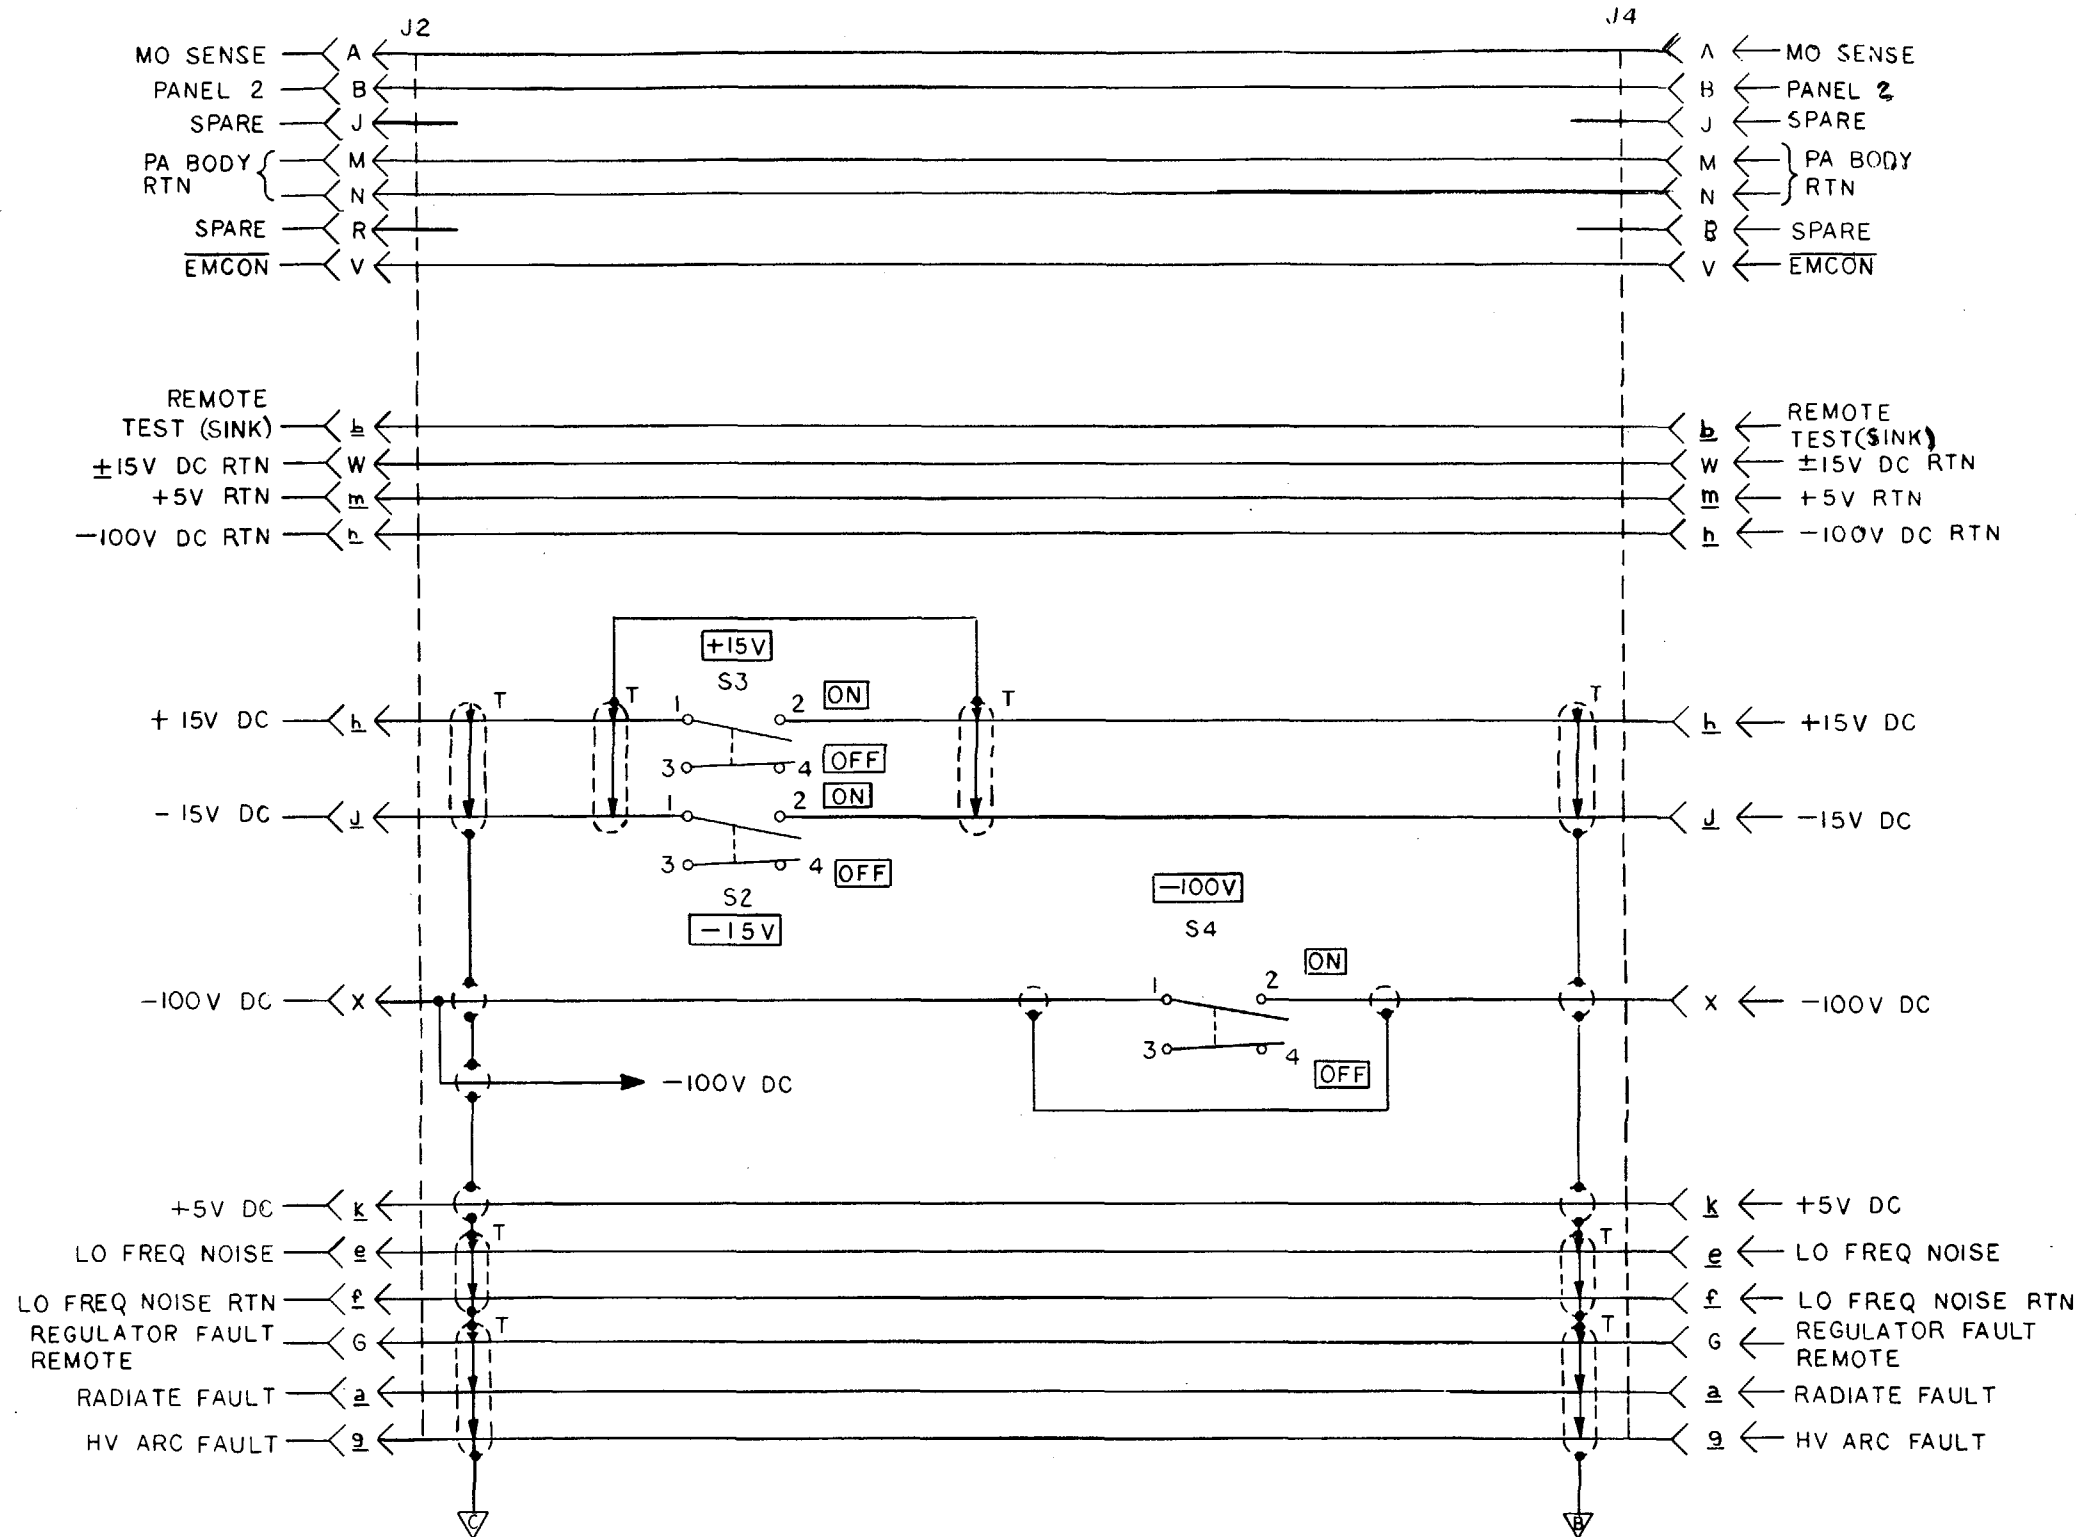 J2 J4
MO SENSE A A MO SENSE
PANEL 2 B B PANEL 2
SPARE J J SPARE
PA BODY RTN M M PA BODY RTN
N N
SPARE R SPARE
EMCON V V EMCON
REMOTE TEST (SINK) b b REMOTE TEST(SINK)
±15V DC RTN W W ±15V DC RTN
+5V RTN m m +5V RTN
-100V DC RTN h h -100V DC RTN
+15V
S3
T T T T
+15V DC h 1 2 ON h +15V DC
3 4 OFF
-15V DC J 1 2 ON J -15V DC
3 4 OFF
S2
-15V
-100V
S4
-100V DC X 1 2 ON X -100V DC
3 4 OFF
-100V DC
+5V DC k k +5V DC
T T
LO FREQ NOISE e e LO FREQ NOISE
LO FREQ NOISE RTN f f LO FREQ NOISE RTN
T T
REGULATOR FAULT REMOTE G G REGULATOR FAULT REMOTE
RADIATE FAULT a a RADIATE FAULT
HV ARC FAULT g g HV ARC FAULT
C B